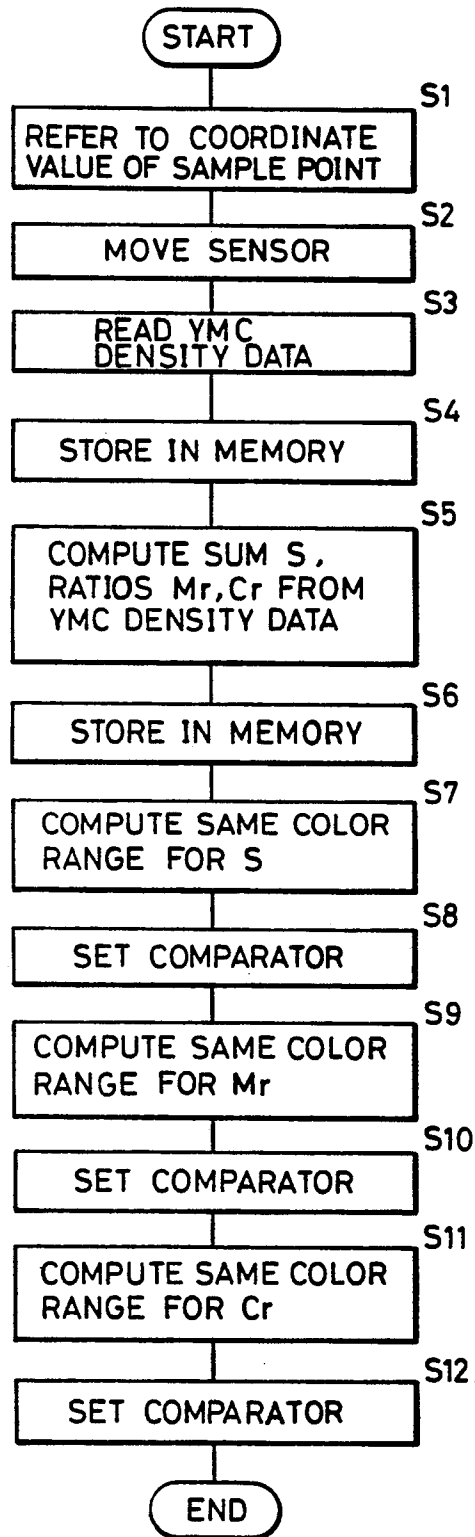 START
S1
REFER TO COORDINATE
VALUE OF SAMPLE POINT
S2
MOVE SENSOR
S3
READ YMC
DENSITY DATA
S4
STORE IN MEMORY
S5
COMPUTE SUM S,
RATIOS Mr,Cr FROM
YMC DENSITY DATA
S6
STORE IN MEMORY
S7
COMPUTE SAME COLOR
RANGE FOR S
S8
SET COMPARATOR
S9
COMPUTE SAME COLOR
RANGE FOR Mr
S10
SET COMPARATOR
S11
COMPUTE SAME COLOR
RANGE FOR Cr
S12
SET COMPARATOR
END